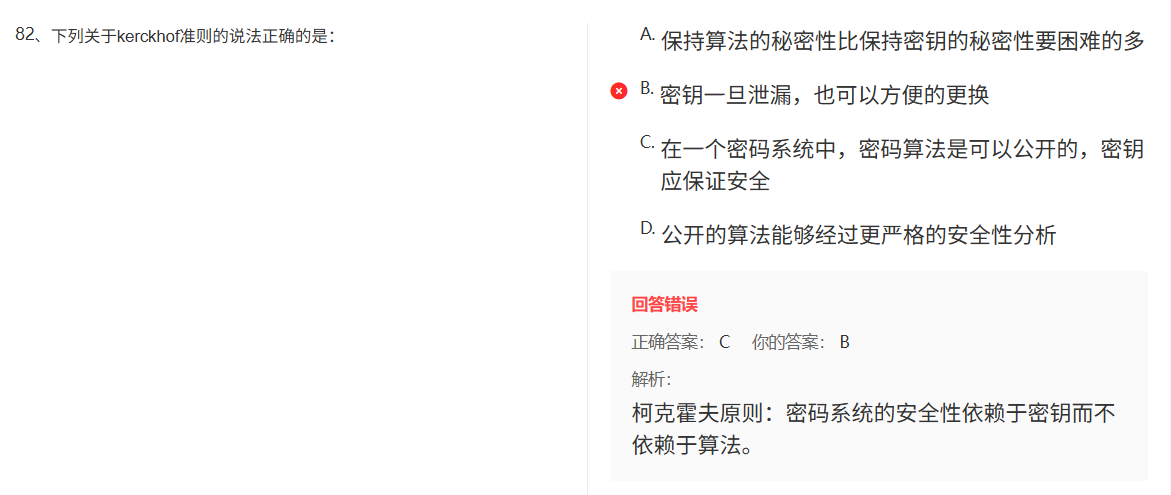 82、下列关于kerckhof准则的说法正确的是：
A. 保持算法的秘密性比保持密钥的秘密性要困难的多
B. 密钥一旦泄漏，也可以方便的更换
C. 在一个密码系统中，密码算法是可以公开的，密钥
应保证安全
D. 公开的算法能够经过更严格的安全性分析
回答错误
正确答案： C 你的答案： B
解析：
柯克霍夫原则：密码系统的安全性依赖于密钥而不
依赖于算法。